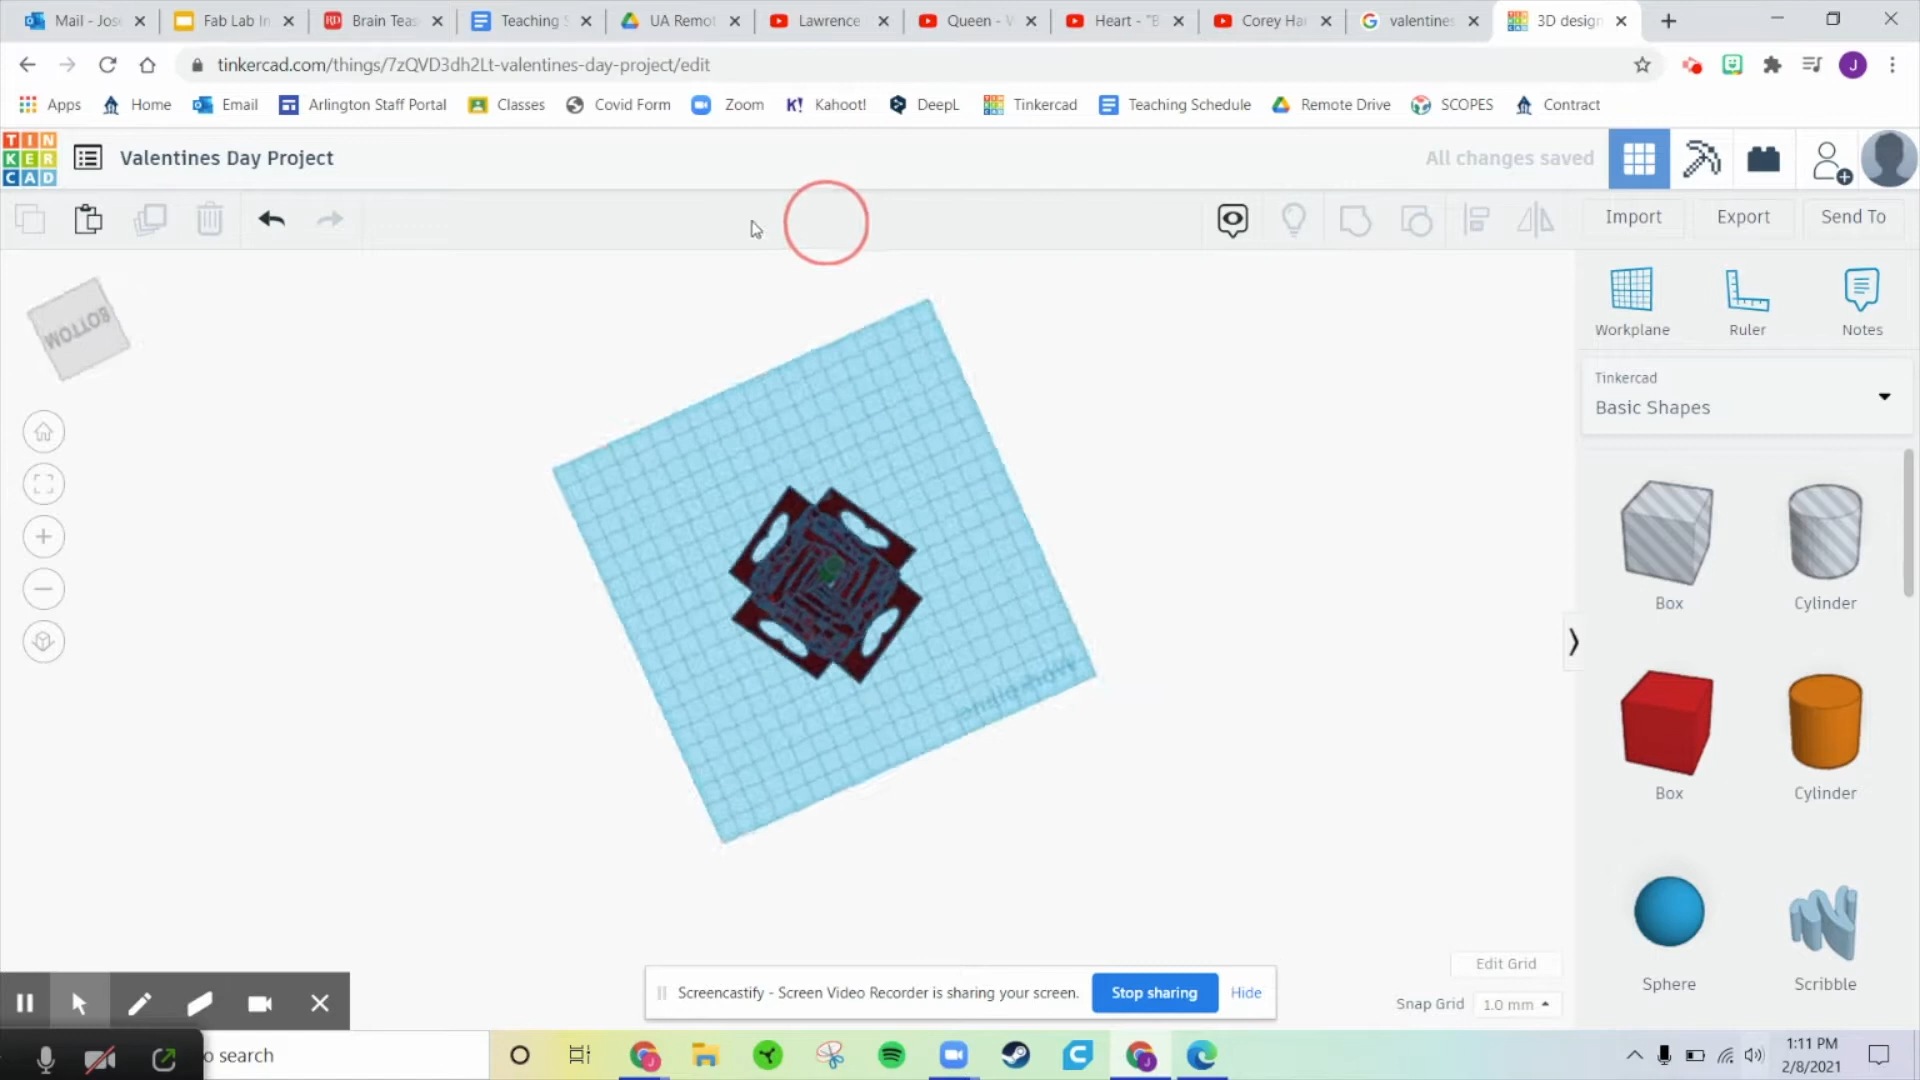 Mail - Jose
Fab Lab In
Brain Teas
Teaching S
UA Remot
Lawrence
Queen - W
Heart - "B
Corey Har
valentines
3D design
tinkercad.com/things/7zQVD3dh2Lt-valentines-day-project/edit
J
Apps
Home
Email
Arlington Staff Portal
Classes
Covid Form
Zoom
K! Kahoot!
DeepL
Tinkercad
Teaching Schedule
Remote Drive
SCOPES
Contract
TIN
KER
CAD
Valentines Day Project
All changes saved
Import
Export
Send To
BOTTOM
Workplane
Ruler
Notes
Tinkercad
Basic Shapes
Box
Cylinder
Box
Cylinder
Workplane
Sphere
Scribble
Edit Grid
Snap Grid
1.0 mm
Screencastify - Screen Video Recorder is sharing your screen.
Stop sharing
Hide
o search
1:11 PM
2/8/2021